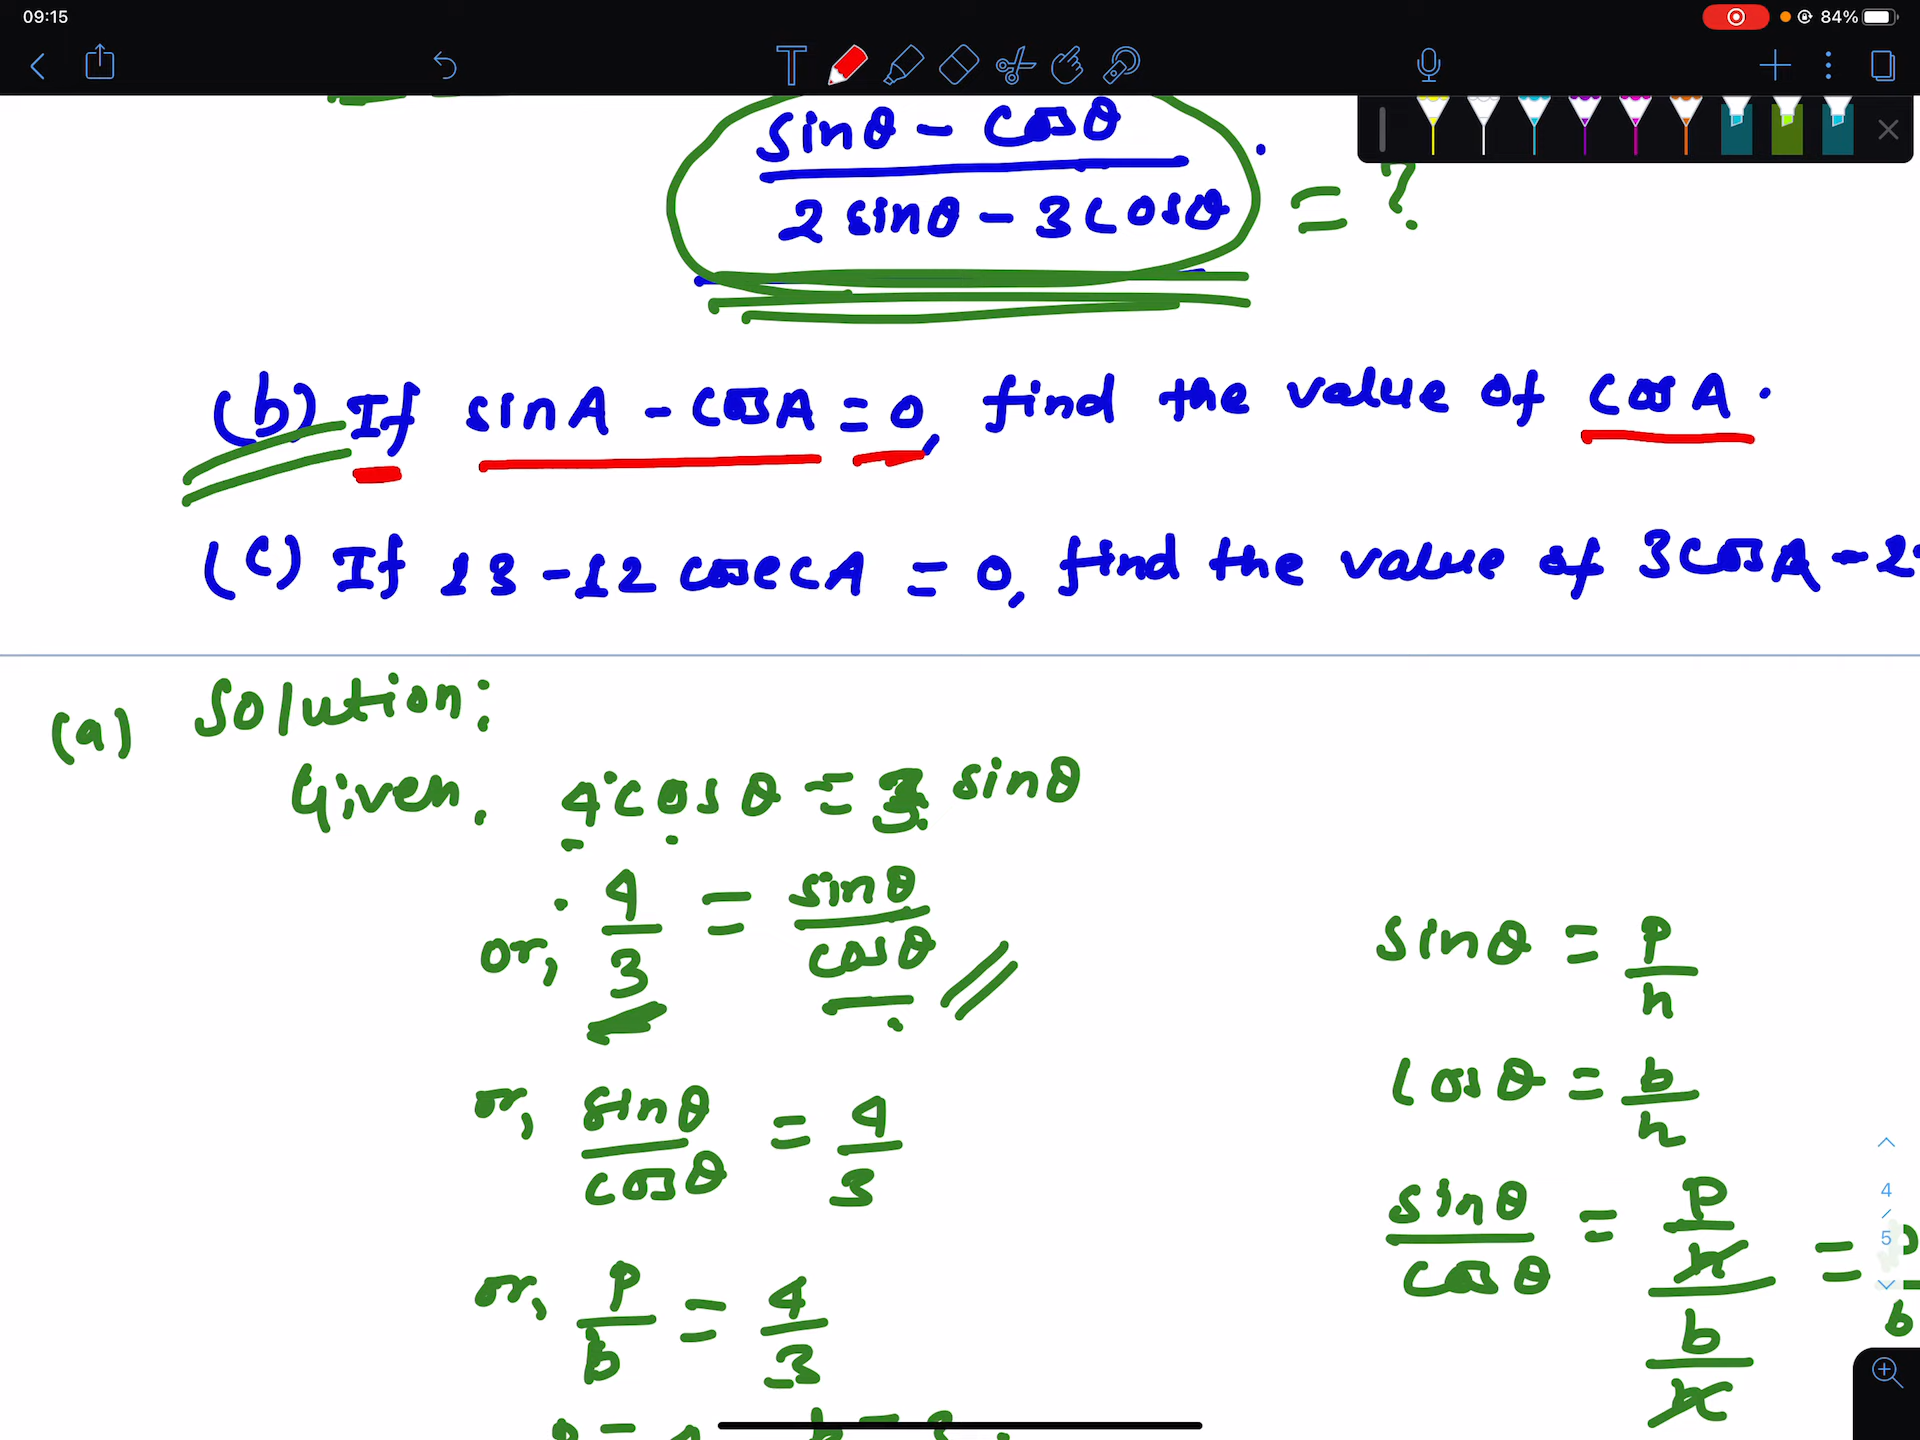 09:15
84%
sinθ - cosθ
2 sinθ - 3 cosθ
= ?
(b) If sinA - cosA = 0, find the value of cosA.
(c) If 13 - 12 cosecA = 0, find the value of 3cosA - 2
(a) Solution:
Given, 4cosθ = 3 sinθ
or, 4/3 = sinθ/cosθ
sinθ = p/h
or, sinθ/cosθ = 4/3
cosθ = b/h
sinθ/cosθ = p/h / b/h = p/b
or, p/b = 4/3
4
/
5